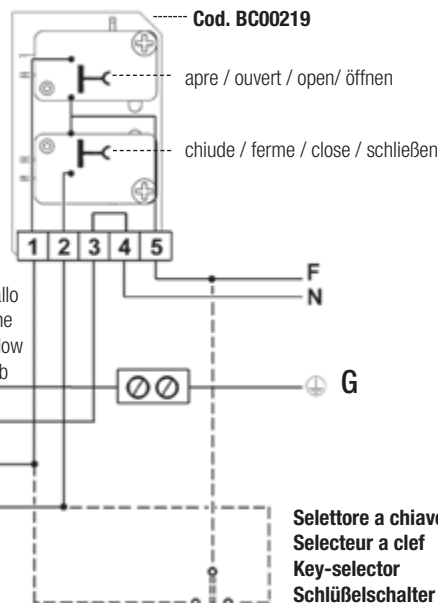 Cod. BC00219
apre / ouvert / open/ öffnen
chiude / ferme / close / schließen
1 2 3 4 5
F
N
G
Selettore a chiave
Selecteur a clef
Key-selector
Schlüßelschalter